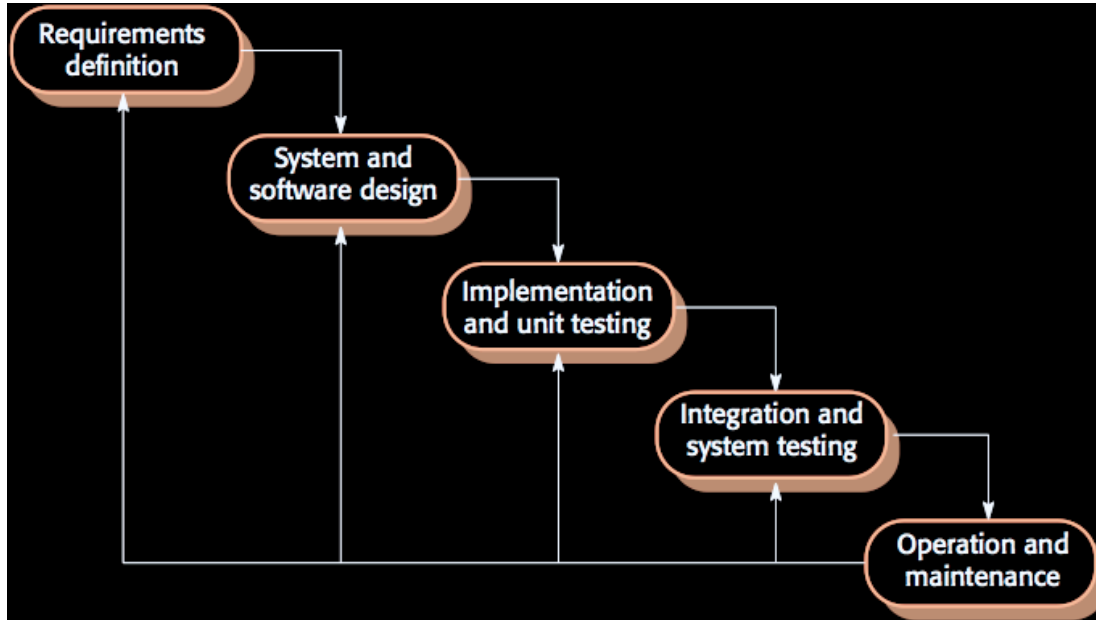 Requirements
definition
System and
software design
Implementation
and unit testing
Integration and
system testing
Operation and
maintenance